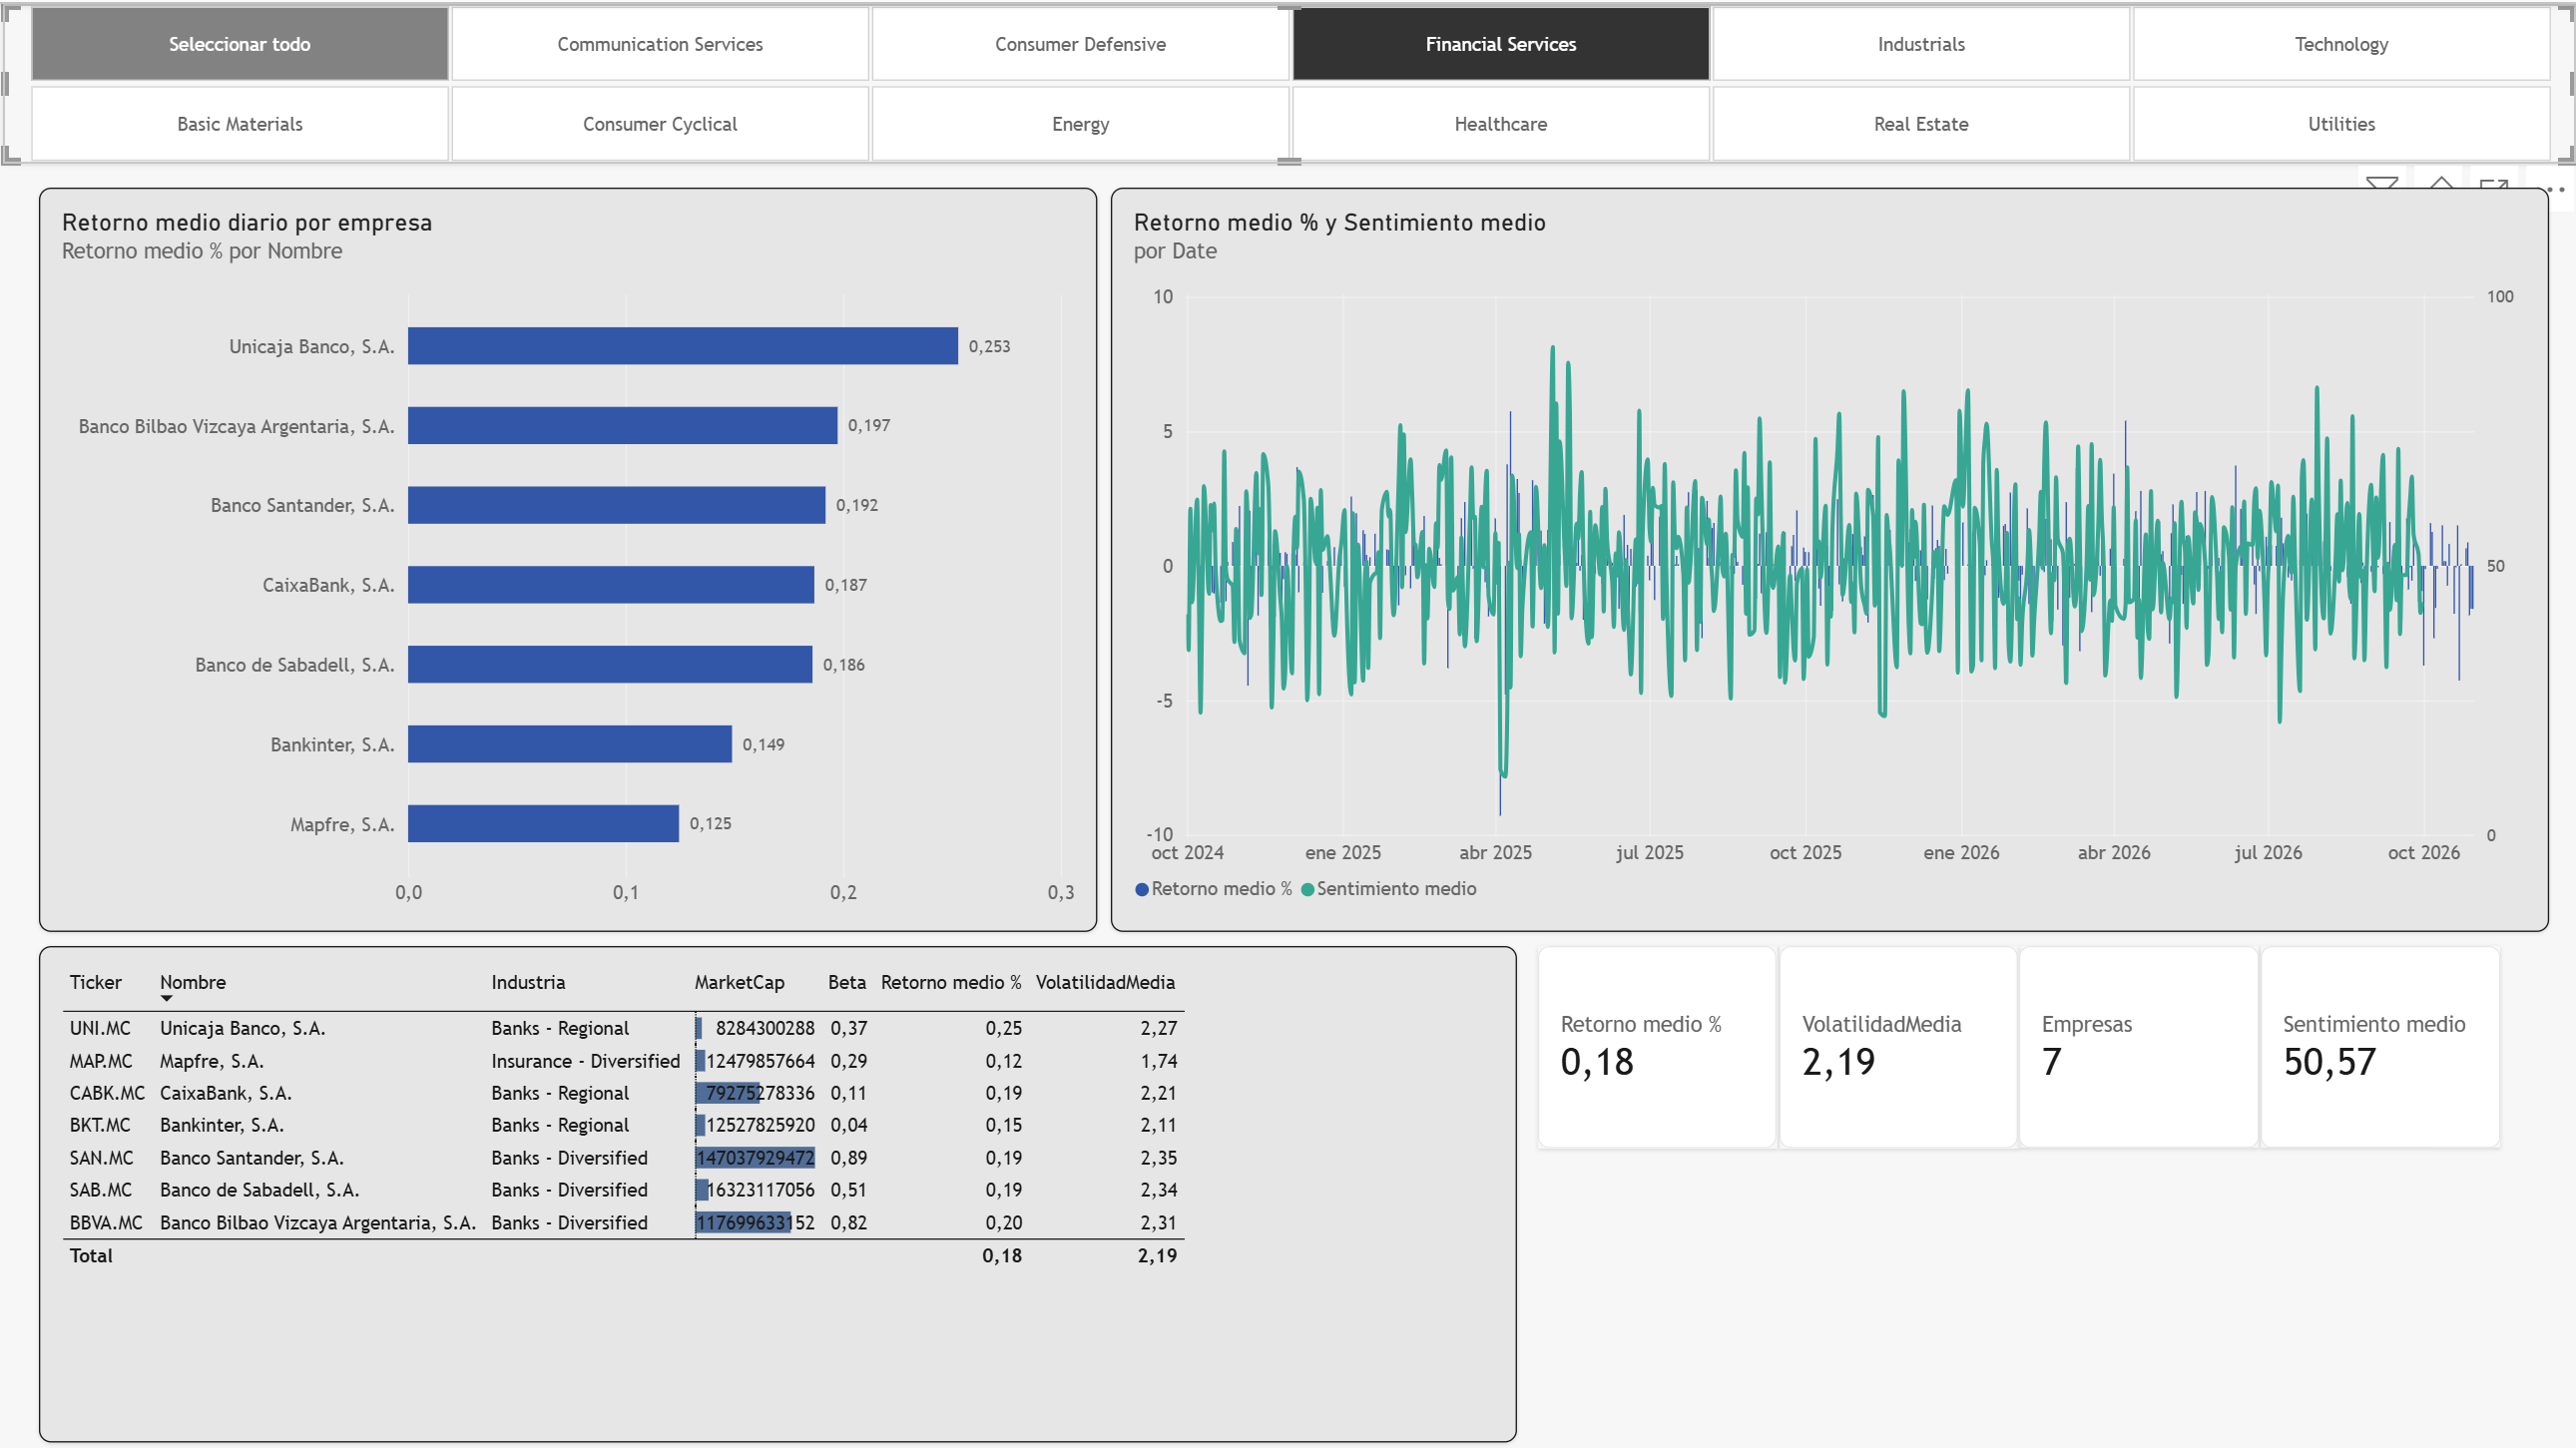 Seleccionar todo
Communication Services
Consumer Defensive
Financial Services
Industrials
Technology
Basic Materials
Consumer Cyclical
Energy
Healthcare
Real Estate
Utilities
Retorno medio diario por empresa
Retorno medio % por Nombre
Unicaja Banco, S.A. 0,253
Banco Bilbao Vizcaya Argentaria, S.A. 0,197
Banco Santander, S.A. 0,192
CaixaBank, S.A. 0,187
Banco de Sabadell, S.A. 0,186
Bankinter, S.A. 0,149
Mapfre, S.A. 0,125
0,0 0,1 0,2 0,3
Retorno medio % y Sentimiento medio
por Date
10 100
5
0 50
-5
-10 0
oct 2024 ene 2025 abr 2025 jul 2025 oct 2025 ene 2026 abr 2026 jul 2026 oct 2026
Retorno medio % Sentimiento medio
Ticker Nombre Industria MarketCap Beta Retorno medio % VolatilidadMedia
UNI.MC Unicaja Banco, S.A. Banks - Regional 8284300288 0,37 0,25 2,27
MAP.MC Mapfre, S.A. Insurance - Diversified 12479857664 0,29 0,12 1,74
CABK.MC CaixaBank, S.A. Banks - Regional 79275278336 0,11 0,19 2,21
BKT.MC Bankinter, S.A. Banks - Regional 12527825920 0,04 0,15 2,11
SAN.MC Banco Santander, S.A. Banks - Diversified 147037929472 0,89 0,19 2,35
SAB.MC Banco de Sabadell, S.A. Banks - Diversified 16323117056 0,51 0,19 2,34
BBVA.MC Banco Bilbao Vizcaya Argentaria, S.A. Banks - Diversified 117699633152 0,82 0,20 2,31
Total 0,18 2,19
Retorno medio %
0,18
VolatilidadMedia
2,19
Empresas
7
Sentimiento medio
50,57